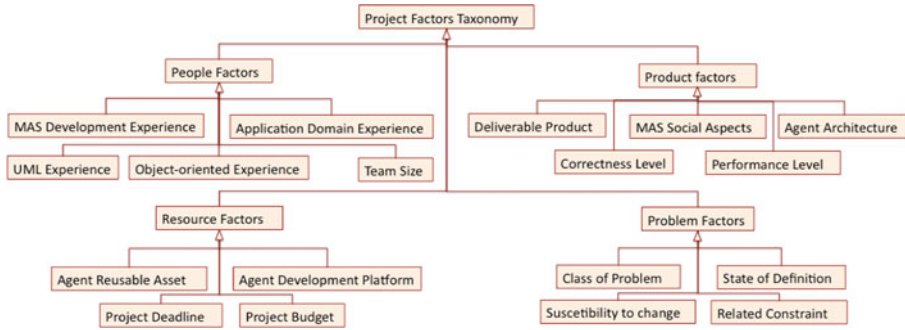 Project Factors Taxonomy
People Factors
Product factors
MAS Development Experience
Application Domain Experience
Deliverable Product
MAS Social Aspects
Agent Architecture
UML Experience
Object-oriented Experience
Team Size
Correctness Level
Performance Level
Resource Factors
Problem Factors
Agent Reusable Asset
Agent Development Platform
Class of Problem
State of Definition
Project Deadline
Project Budget
Suscetibility to change
Related Constraint